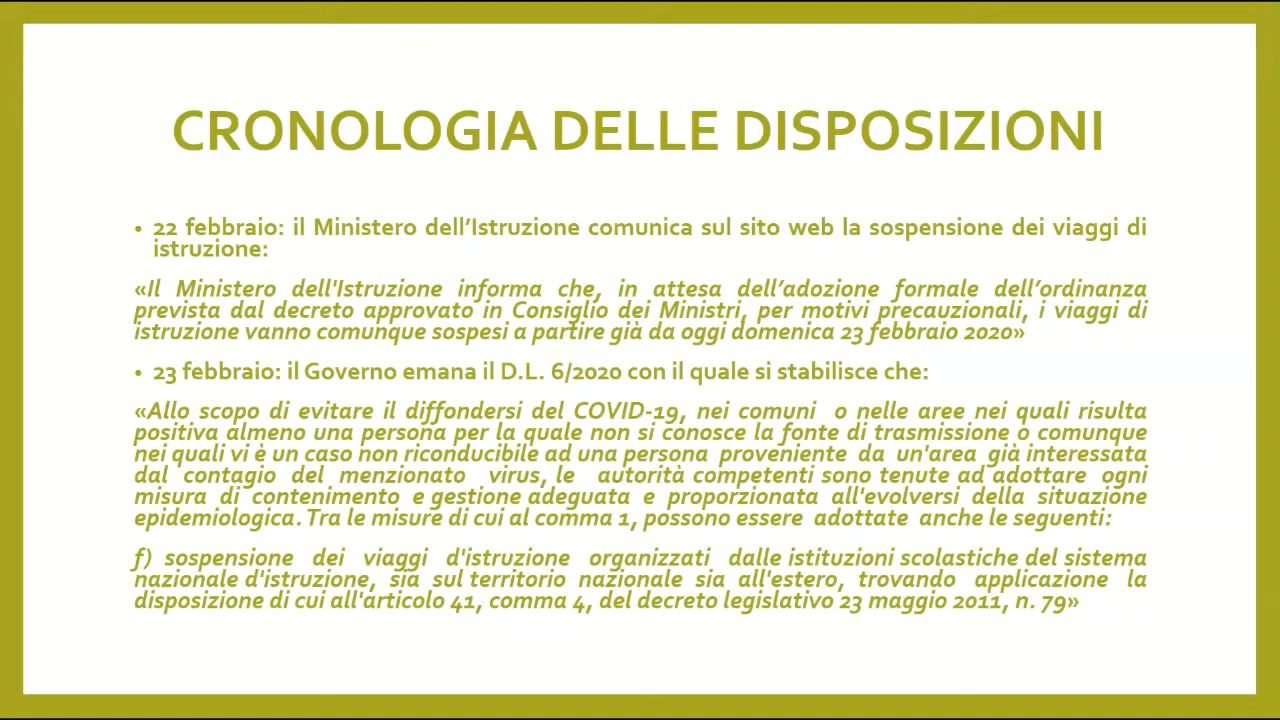 CRONOLOGIA DELLE DISPOSIZIONI
• 22 febbraio: il Ministero dell’Istruzione comunica sul sito web la sospensione dei viaggi di
istruzione:
«Il Ministero dell'Istruzione informa che, in attesa dell’adozione formale dell’ordinanza
prevista dal decreto approvato in Consiglio dei Ministri, per motivi precauzionali, i viaggi di
istruzione vanno comunque sospesi a partire già da oggi domenica 23 febbraio 2020»
• 23 febbraio: il Governo emana il D.L. 6/2020 con il quale si stabilisce che:
«Allo scopo di evitare il diffondersi del COVID-19, nei comuni o nelle aree nei quali risulta
positiva almeno una persona per la quale non si conosce la fonte di trasmissione o comunque
nei quali vi è un caso non riconducibile ad una persona proveniente da un'area già interessata
dal contagio del menzionato virus, le autorità competenti sono tenute ad adottare ogni
misura di contenimento e gestione adeguata e proporzionata all'evolversi della situazione
epidemiologica. Tra le misure di cui al comma 1, possono essere adottate anche le seguenti:
f) sospensione dei viaggi d'istruzione organizzati dalle istituzioni scolastiche del sistema
nazionale d'istruzione, sia sul territorio nazionale sia all'estero, trovando applicazione la
disposizione di cui all'articolo 41, comma 4, del decreto legislativo 23 maggio 2011, n. 79»